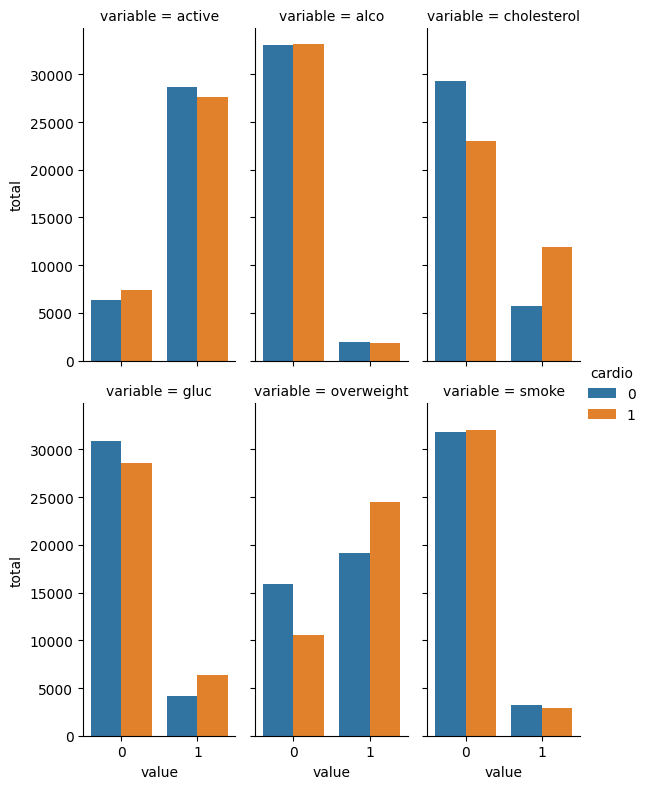 variable = active
variable = alco
variable = cholesterol
total
30000
25000
20000
15000
10000
5000
0
variable = gluc
variable = overweight
variable = smoke
total
30000
25000
20000
15000
10000
5000
0
0 1
0 1
0 1
value
value
value
cardio
0
1